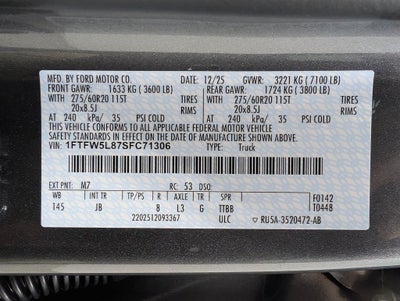 MFD. BY FORD MOTOR CO. 12/25 GVWR: 3221 KG ( 7100 LB)
FRONT GAWR: 1633 KG ( 3600 LB) REAR GAWR: 1724 KG ( 3800 LB)
WITH TIRES WITH TIRES
275/60R20 115T 275/60R20 115T
20x8.5J RIMS 20x8.5J RIMS
AT 240 kPa/ 35 PSI COLD AT 240 kPa/ 35 PSI COLD
THIS VEHICLE CONFORMS TO ALL APPLICABLE FEDERAL MOTOR VEHICLE
SAFETY STANDARDS IN EFFECT ON THE DATE OF MANUFACTURE SHOWN ABOVE.
VIN: 1FTFW5L87SFC71306 TYPE: Truck
EXT PNT: M7 RC: 53 DSO:
WB TP/PS R AXLE TR SPR F0142
145 JB 8 L3 G TTBB T0448
2202512093367 ULC RU5A-3520472-AB